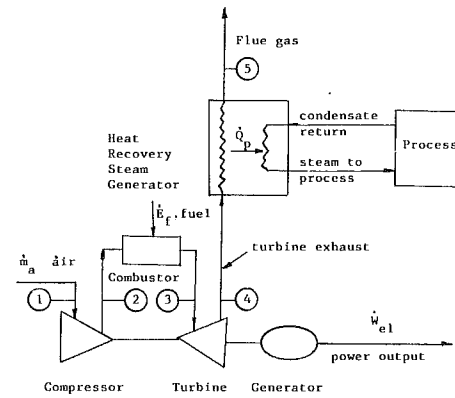 Flue gas
5
Heat
Recovery
Steam
Generator
Q̇p
condensate
return
steam to
process
Process
Ėf, fuel
turbine exhaust
ṁa air
Combustor
1
2
3
4
Ẇel
power output
Compressor
Turbine
Generator